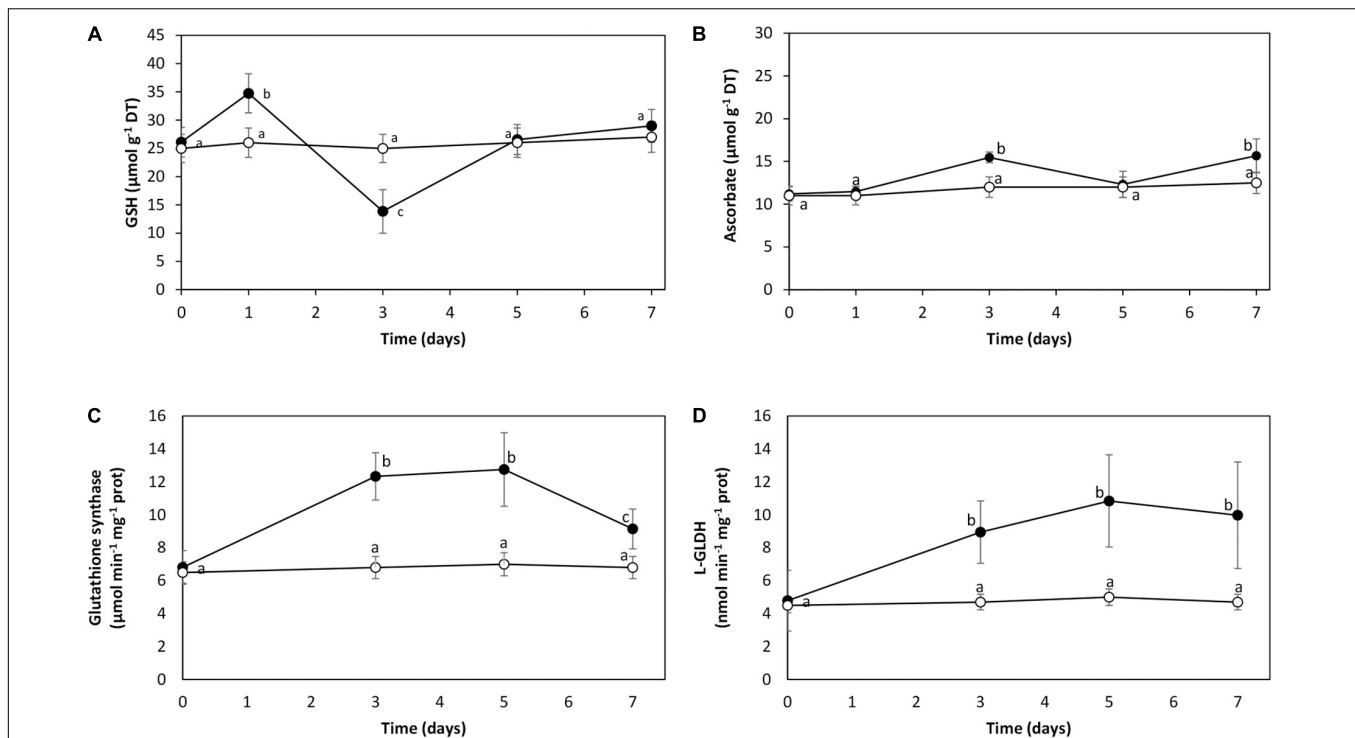 A
GSH (µmol g⁻¹ DT)
45
40
35
30
25
20
15
10
5
0
a
b
a
a
c
a
a
0 1 2 3 4 5 6 7
Time (days)
B
Ascorbate (µmol g⁻¹ DT)
30
25
20
15
10
5
0
a
a
b
a
a
b
a
0 1 2 3 4 5 6 7
Time (days)
C
Glutathione synthase
(µmol min⁻¹ mg⁻¹ prot)
16
14
12
10
8
6
4
2
0
a
b
a
b
a
c
a
0 1 2 3 4 5 6 7
Time (days)
D
L-GLDH
(nmol min⁻¹ mg⁻¹ prot)
16
14
12
10
8
6
4
2
0
a
b
a
b
a
b
a
0 1 2 3 4 5 6 7
Time (days)